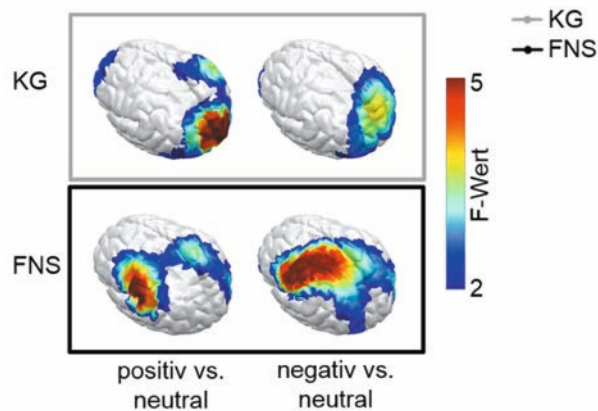 KG
FNS
KG
5
F-Wert
2
FNS
positiv vs.
neutral
negativ vs.
neutral